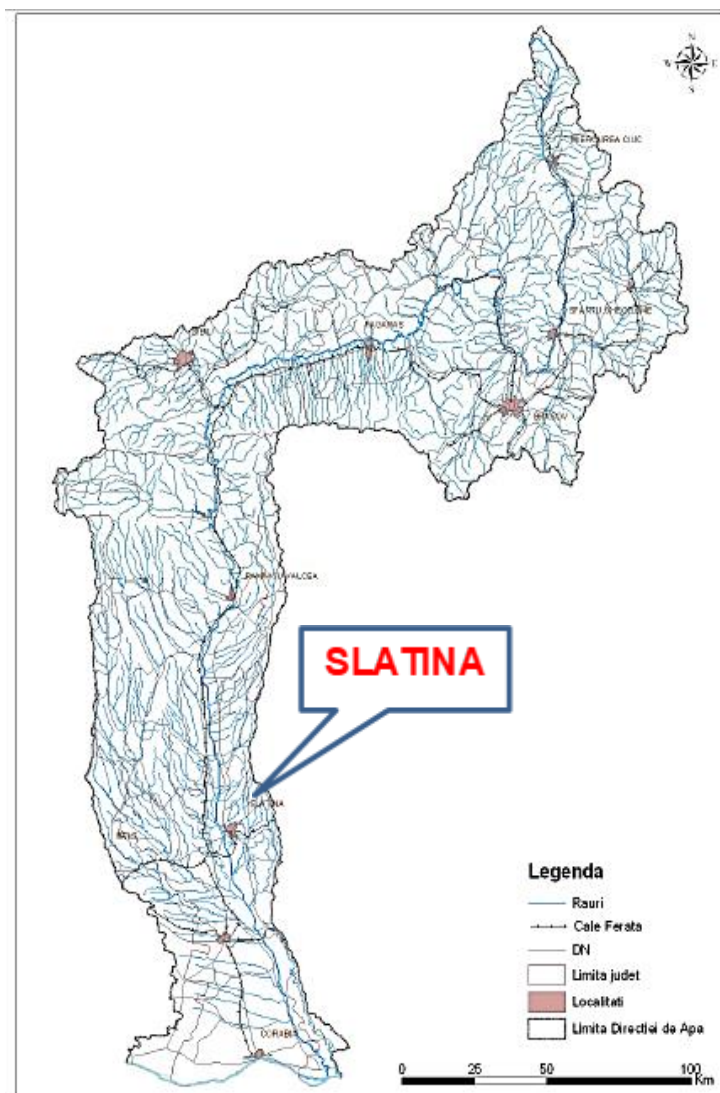 N
W E
S
MIERCUREA CIUC
SFANTU GHEORGHE
SIBIU
FAGARAS
BRASOV
RAMNICU VALCEA
SLATINA
SLATINA
BALS
CORABIA
Legenda
Rauri
Cale Ferata
DN
Limita judet
Localitati
Limita Directiei de Apa
0 25 50 100
Km